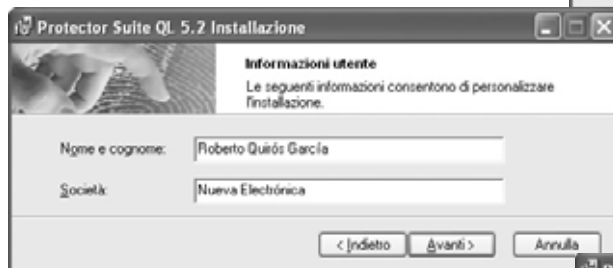 Protector Suite QL 5.2 Installazione
Informazioni utente
Le seguenti informazioni consentono di personalizzare
l'installazione.
Nome e cognome: Roberto Quirós García
Società: Nueva Electrónica
< Indietro Avanti > Annulla